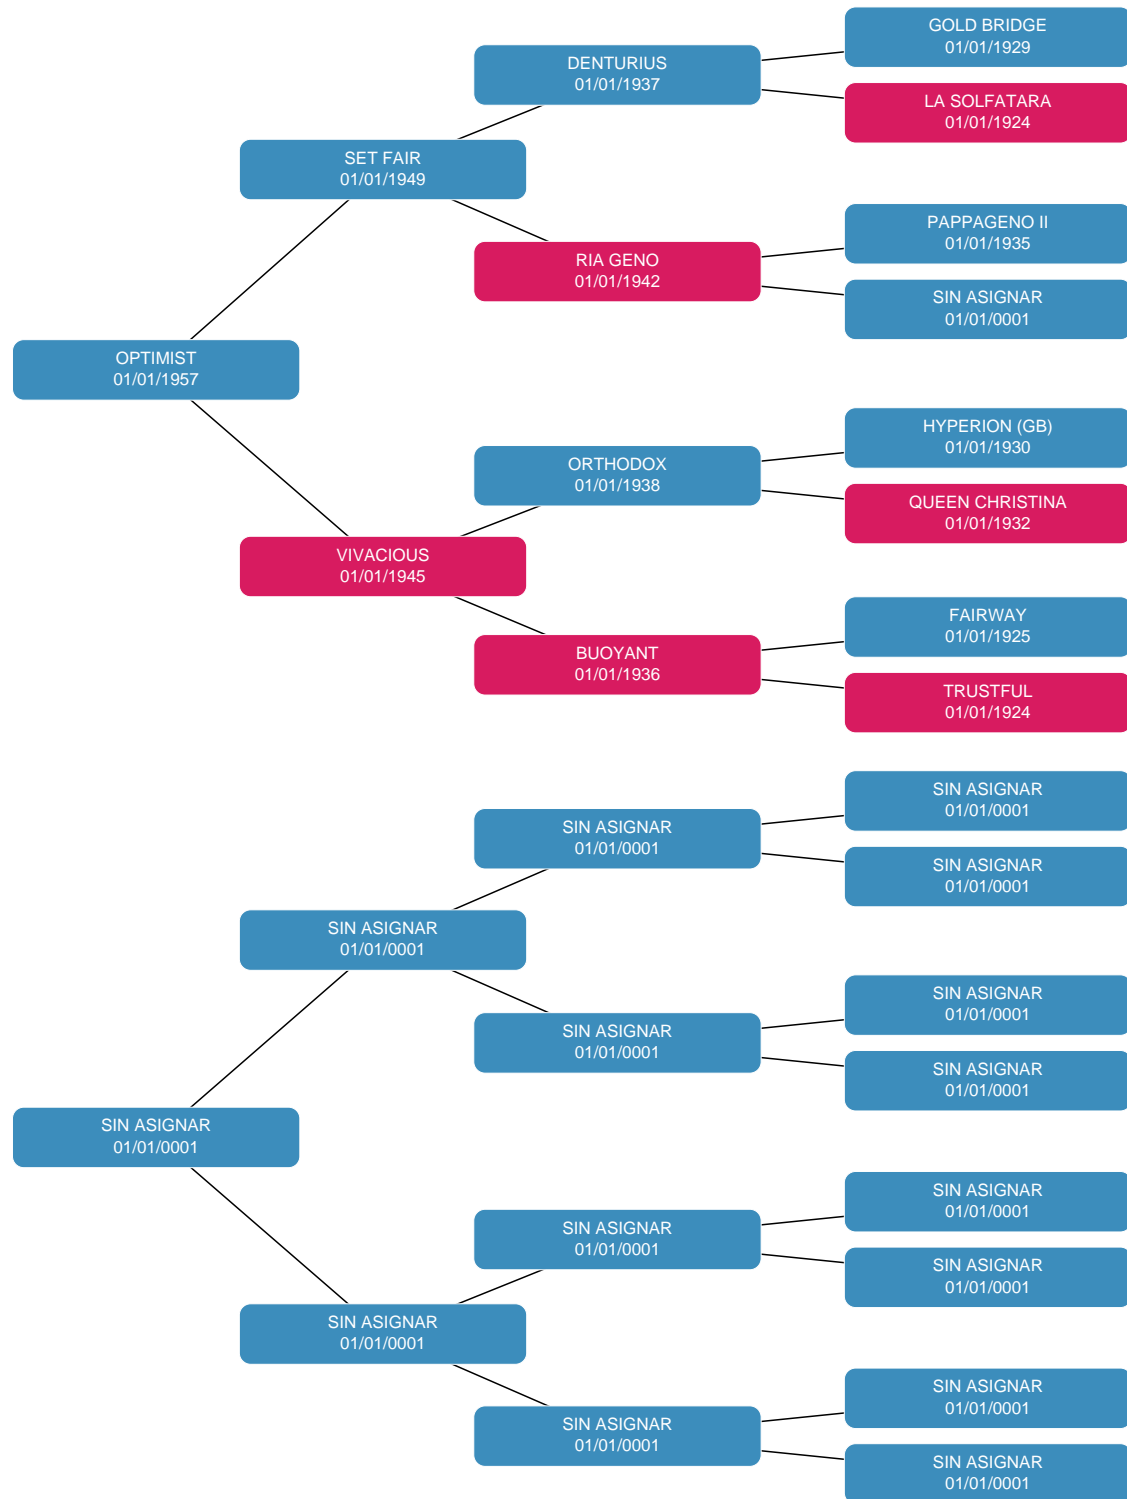 GOLD BRIDGE
01/01/1929
DENTURIUS
01/01/1937
LA SOLFATARA
01/01/1924
SET FAIR
01/01/1949
PAPPAGENO II
01/01/1935
RIA GENO
01/01/1942
SIN ASIGNAR
01/01/0001
OPTIMIST
01/01/1957
HYPERION (GB)
01/01/1930
ORTHODOX
01/01/1938
QUEEN CHRISTINA
01/01/1932
VIVACIOUS
01/01/1945
FAIRWAY
01/01/1925
BUOYANT
01/01/1936
TRUSTFUL
01/01/1924
SIN ASIGNAR
01/01/0001
SIN ASIGNAR
01/01/0001
SIN ASIGNAR
01/01/0001
SIN ASIGNAR
01/01/0001
SIN ASIGNAR
01/01/0001
SIN ASIGNAR
01/01/0001
SIN ASIGNAR
01/01/0001
SIN ASIGNAR
01/01/0001
SIN ASIGNAR
01/01/0001
SIN ASIGNAR
01/01/0001
SIN ASIGNAR
01/01/0001
SIN ASIGNAR
01/01/0001
SIN ASIGNAR
01/01/0001
SIN ASIGNAR
01/01/0001
SIN ASIGNAR
01/01/0001